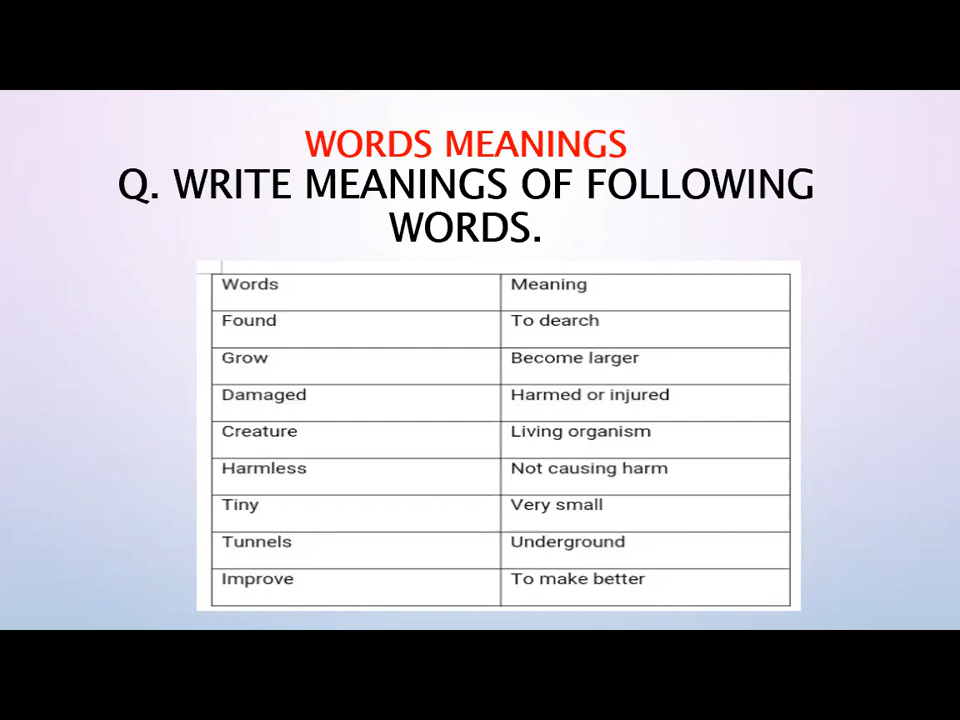 WORDS MEANINGS
Q. WRITE MEANINGS OF FOLLOWING
WORDS.
Words Meaning
Found To dearch
Grow Become larger
Damaged Harmed or injured
Creature Living organism
Harmless Not causing harm
Tiny Very small
Tunnels Underground
Improve To make better